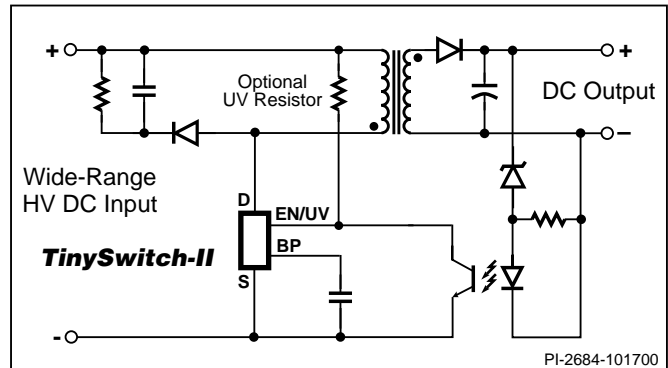 +
+
Optional
UV Resistor
DC Output
−
Wide-Range
HV DC Input
D
EN/UV
BP
TinySwitch-II
S
-
PI-2684-101700